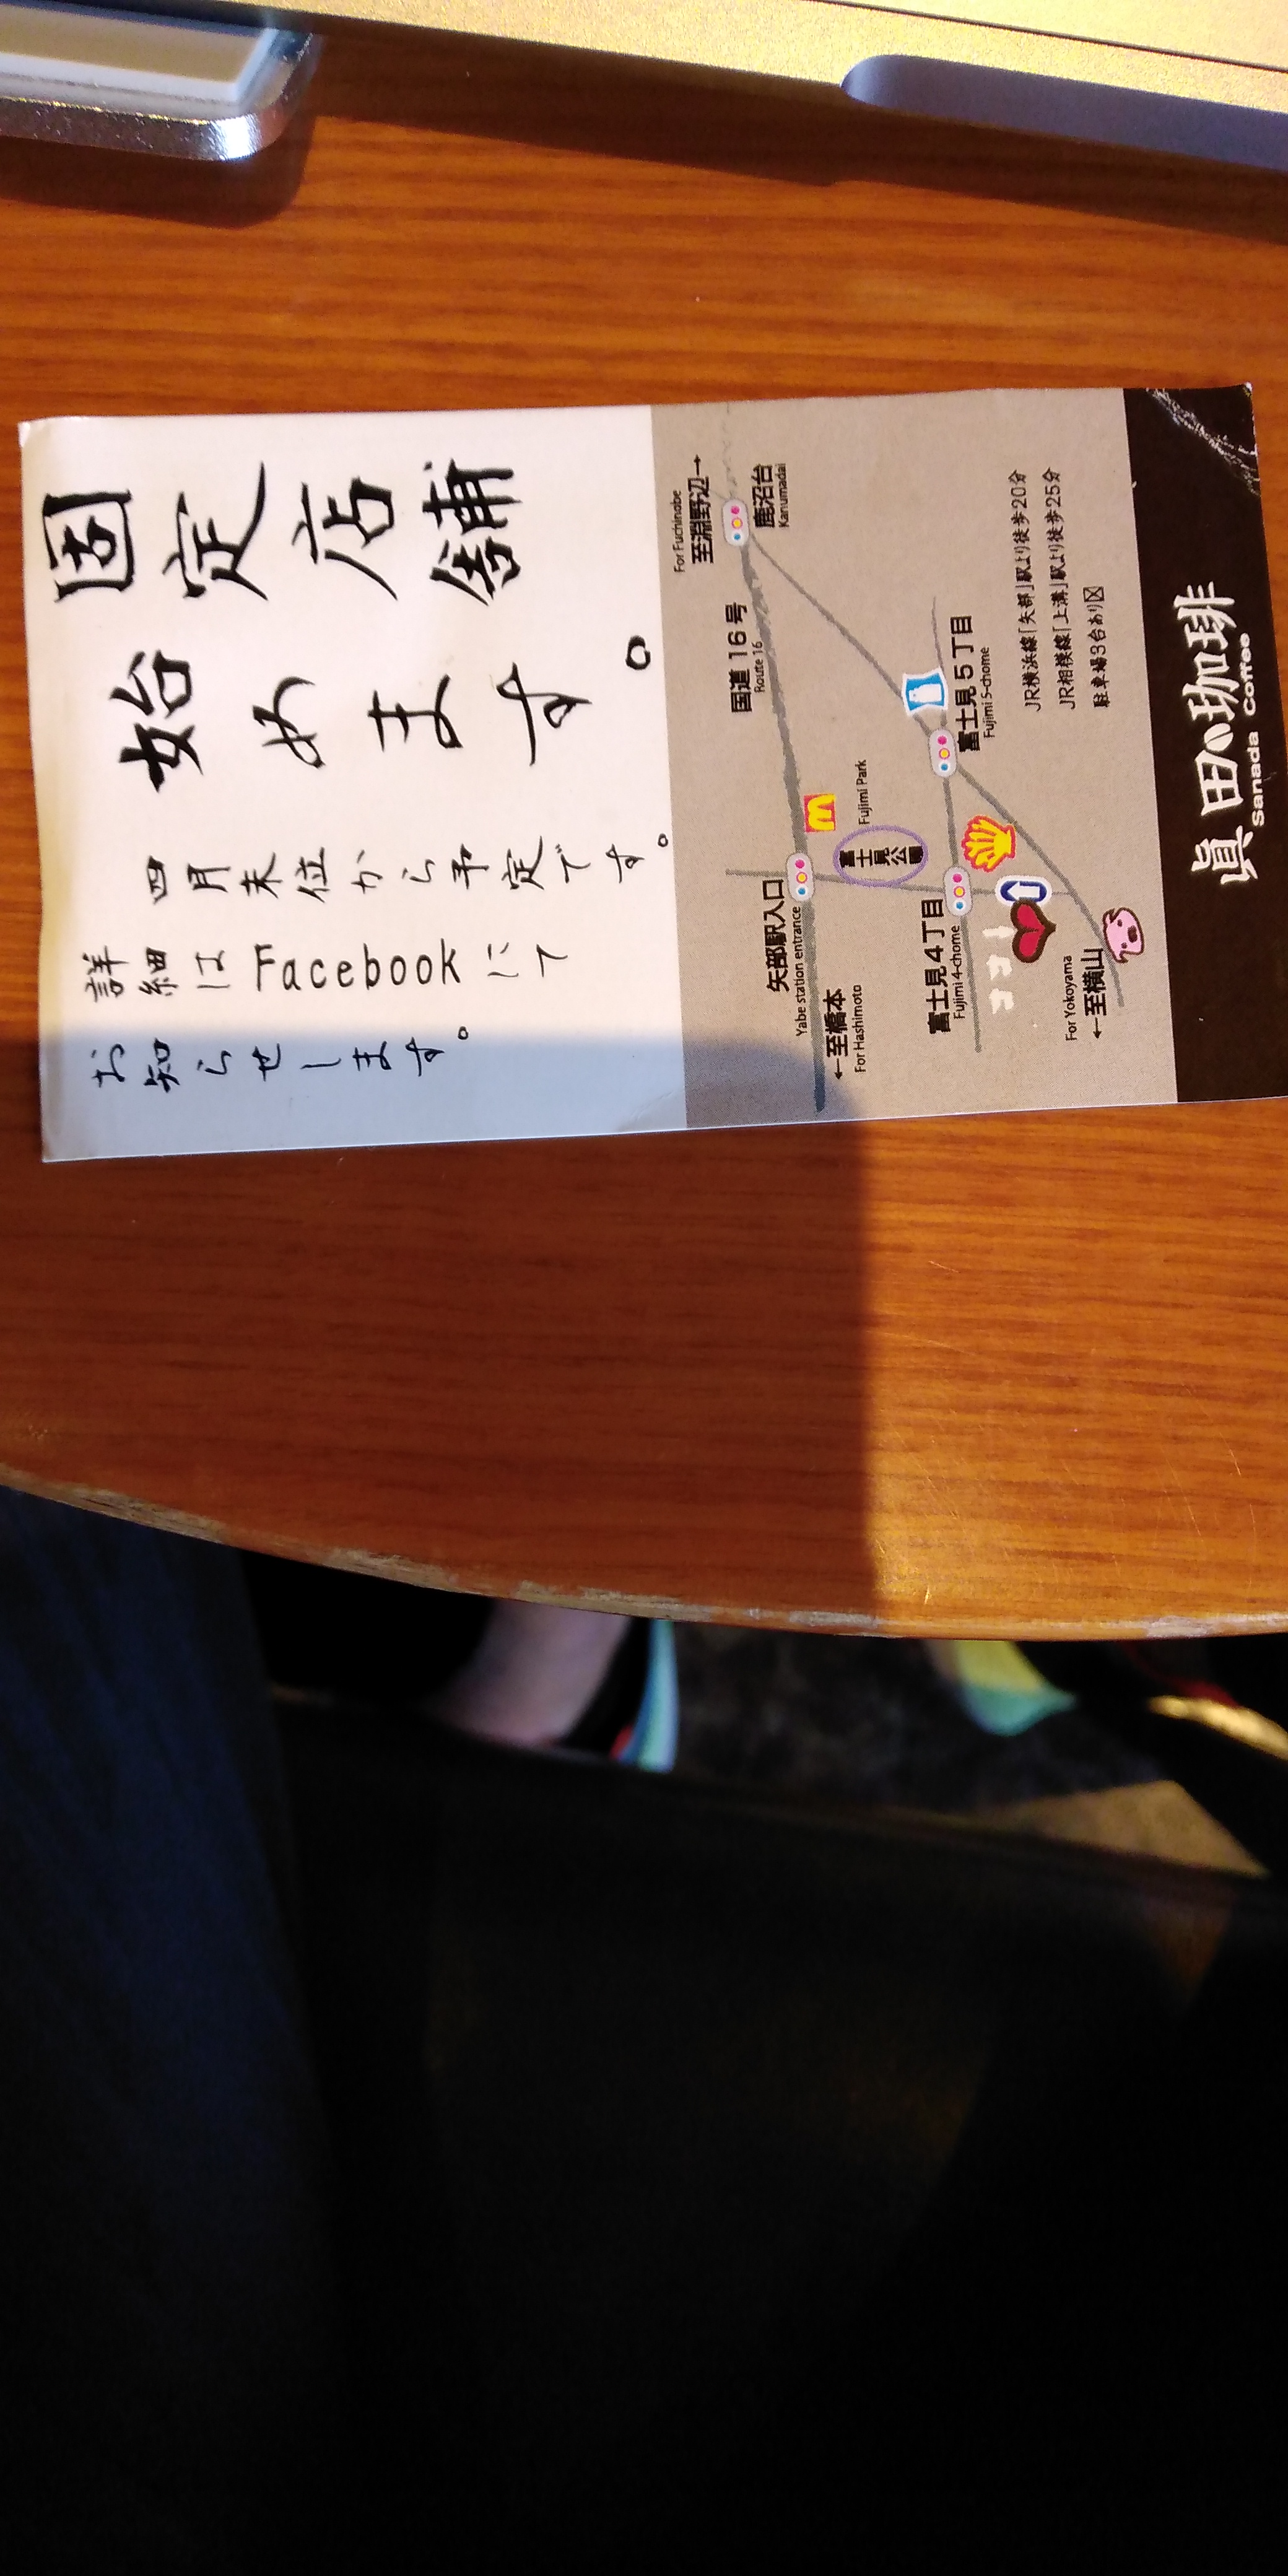 固定店舗
始めます。
四月末位から予定です。
詳細はFacebookにて
お知らせします。
For Fuchinobe
至淵野辺→
鹿沼台
Kanumadai
国道16号
Route 16
矢部駅入口
Yabe station entrance
←至橋本
For Hashimoto
富士見公園
Fujimi Park
富士見5丁目
Fujimi 5-chome
富士見4丁目
Fujimi 4-chome
ココ→
For Yokoyama
←至横山
JR横浜線「矢部」駅より徒歩20分
JR相模線「上溝」駅より徒歩25分
駐車場3台あり
眞田珈琲
Sanada Coffee